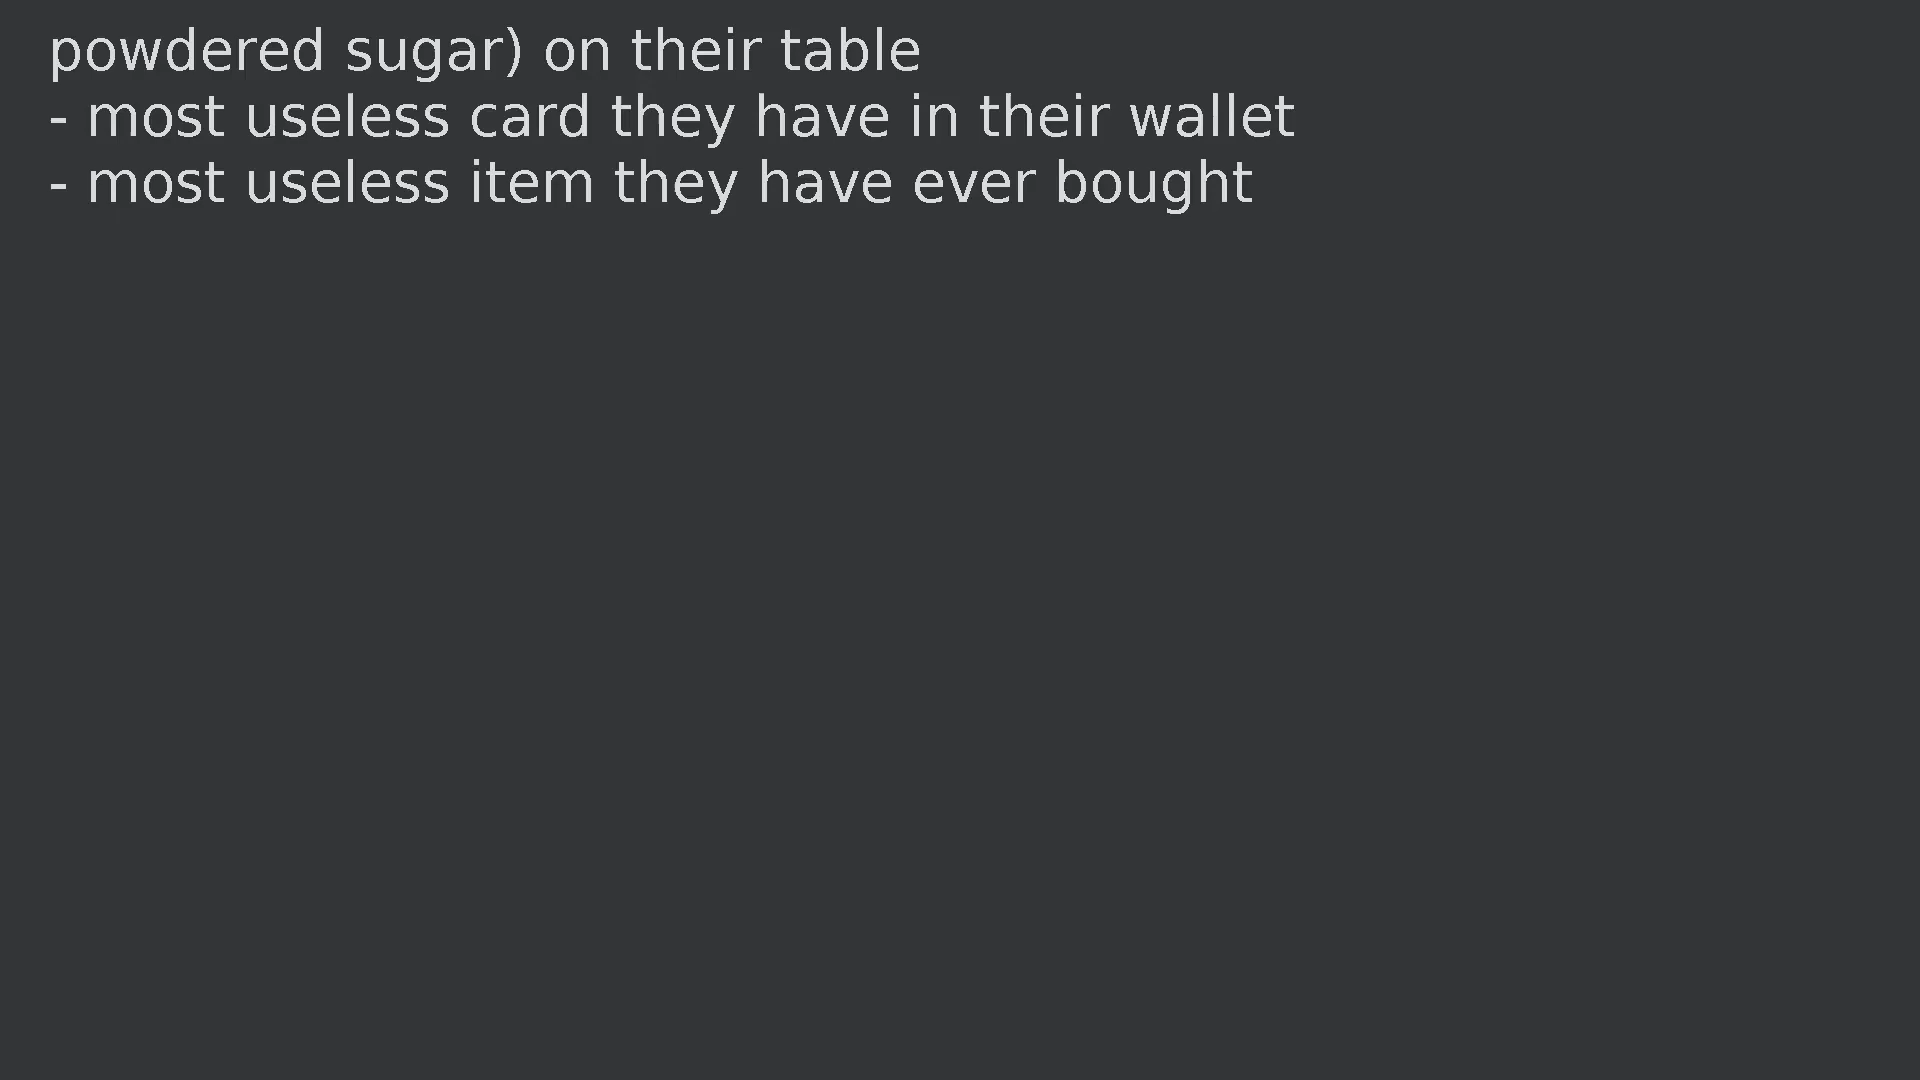 powdered sugar) on their table
- most useless card they have in their wallet
- most useless item they have ever bought